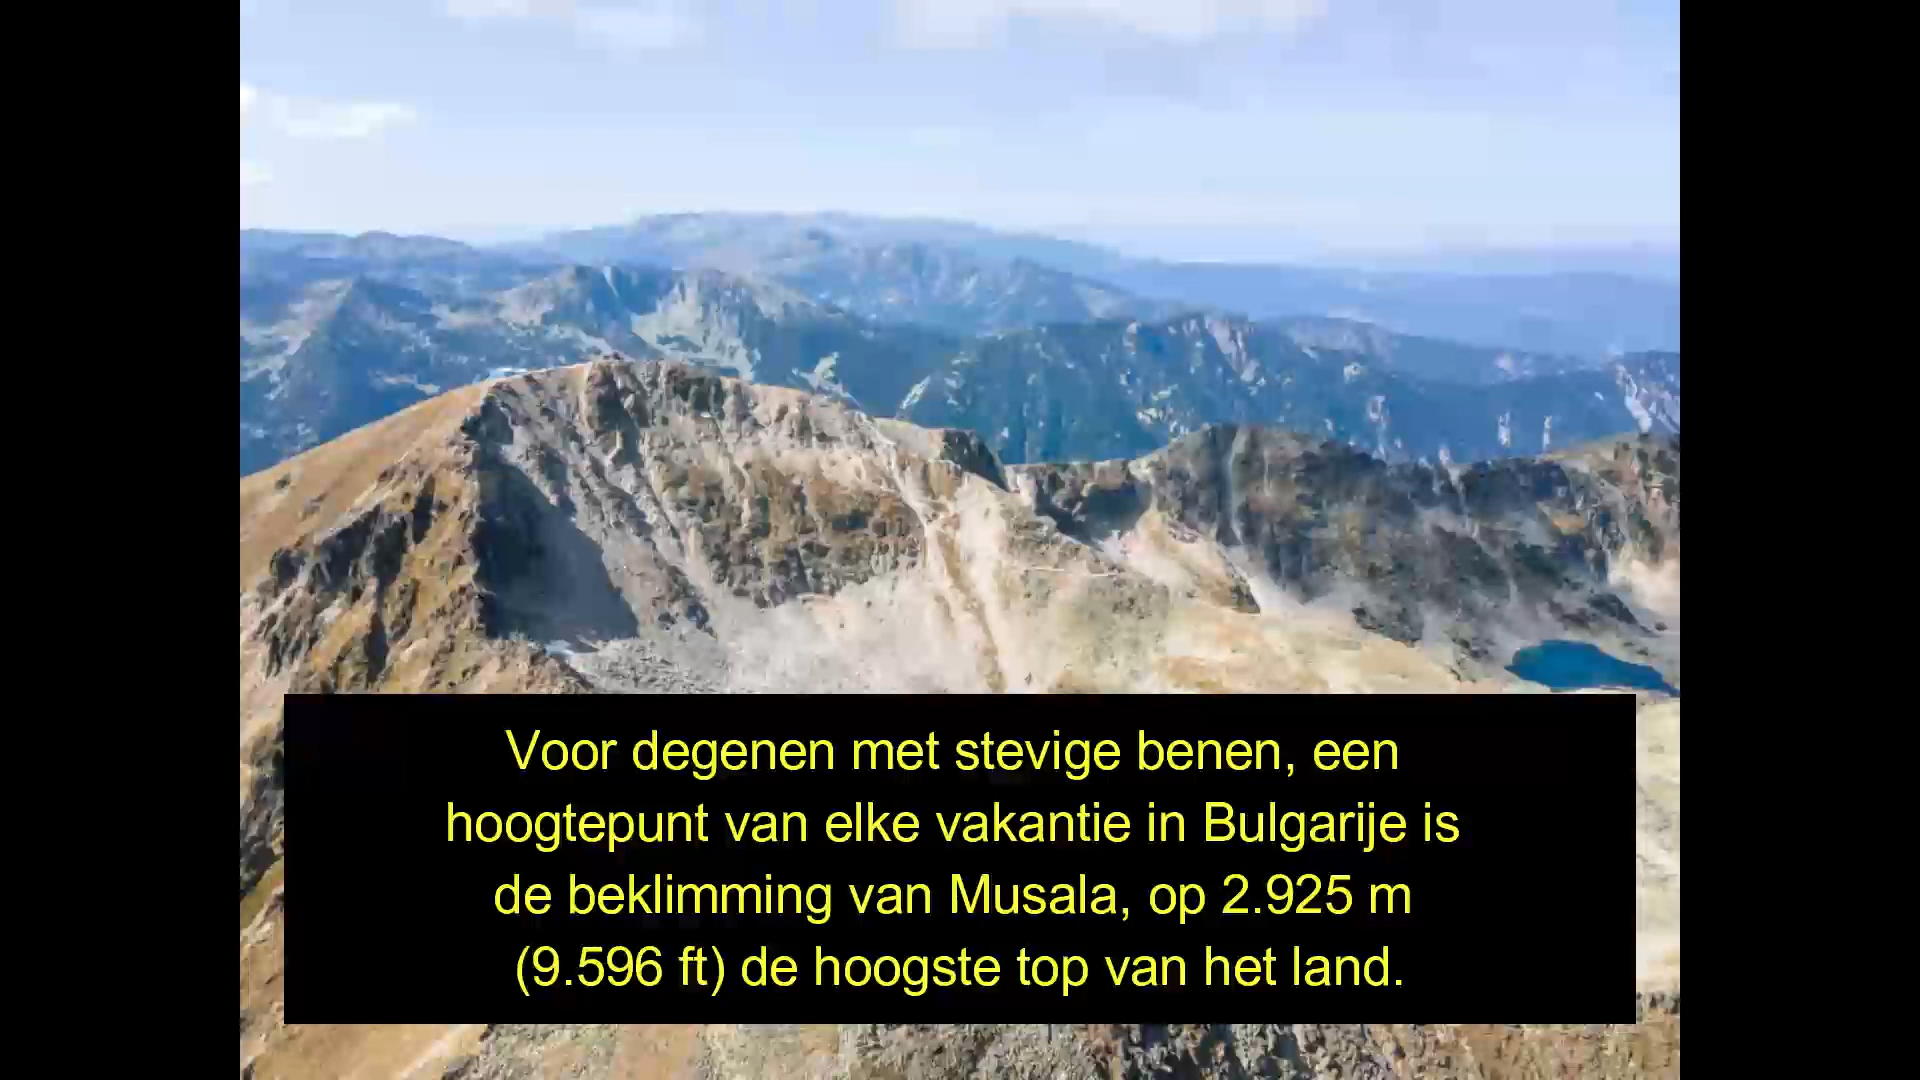 Voor degenen met stevige benen, een
hoogtepunt van elke vakantie in Bulgarije is
de beklimming van Musala, op 2.925 m
(9.596 ft) de hoogste top van het land.